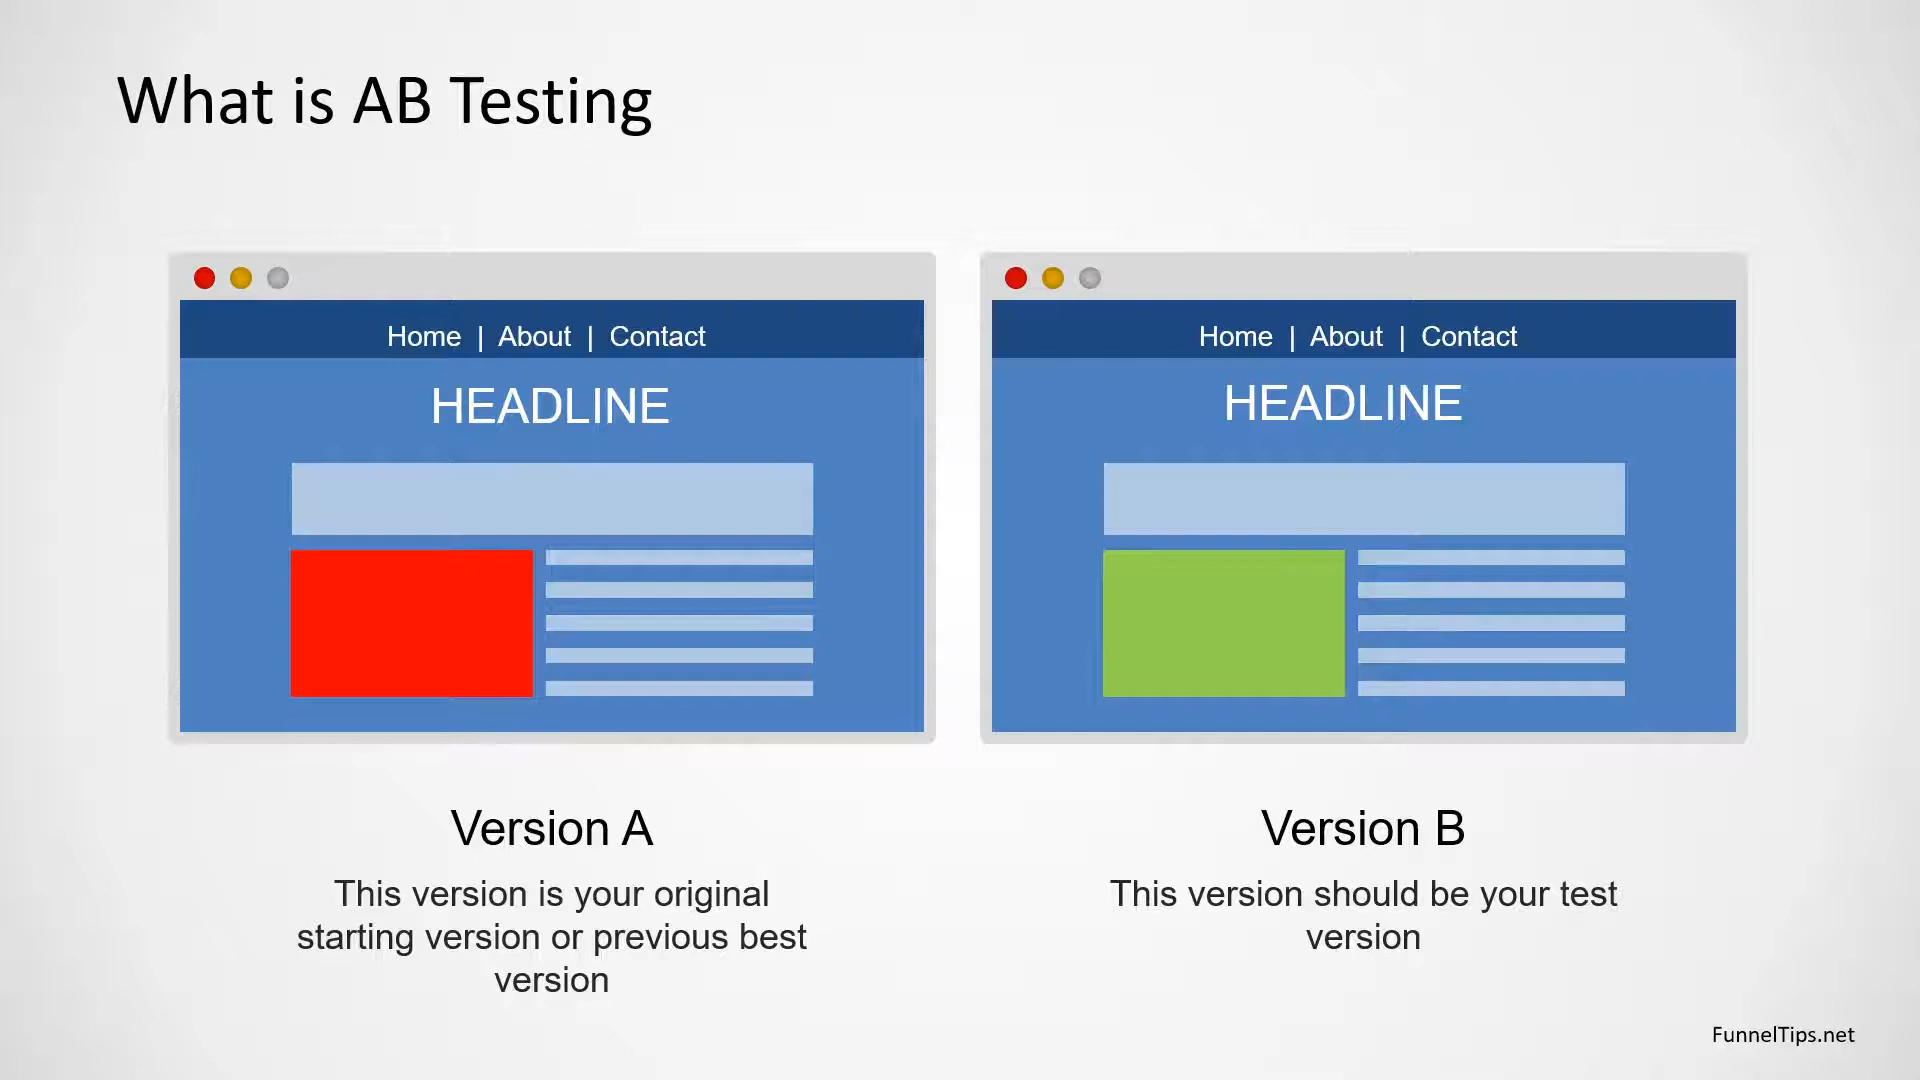 What is AB Testing
Home | About | Contact
HEADLINE
Home | About | Contact
HEADLINE
Version A
This version is your original
starting version or previous best
version
Version B
This version should be your test
version
FunnelTips.net